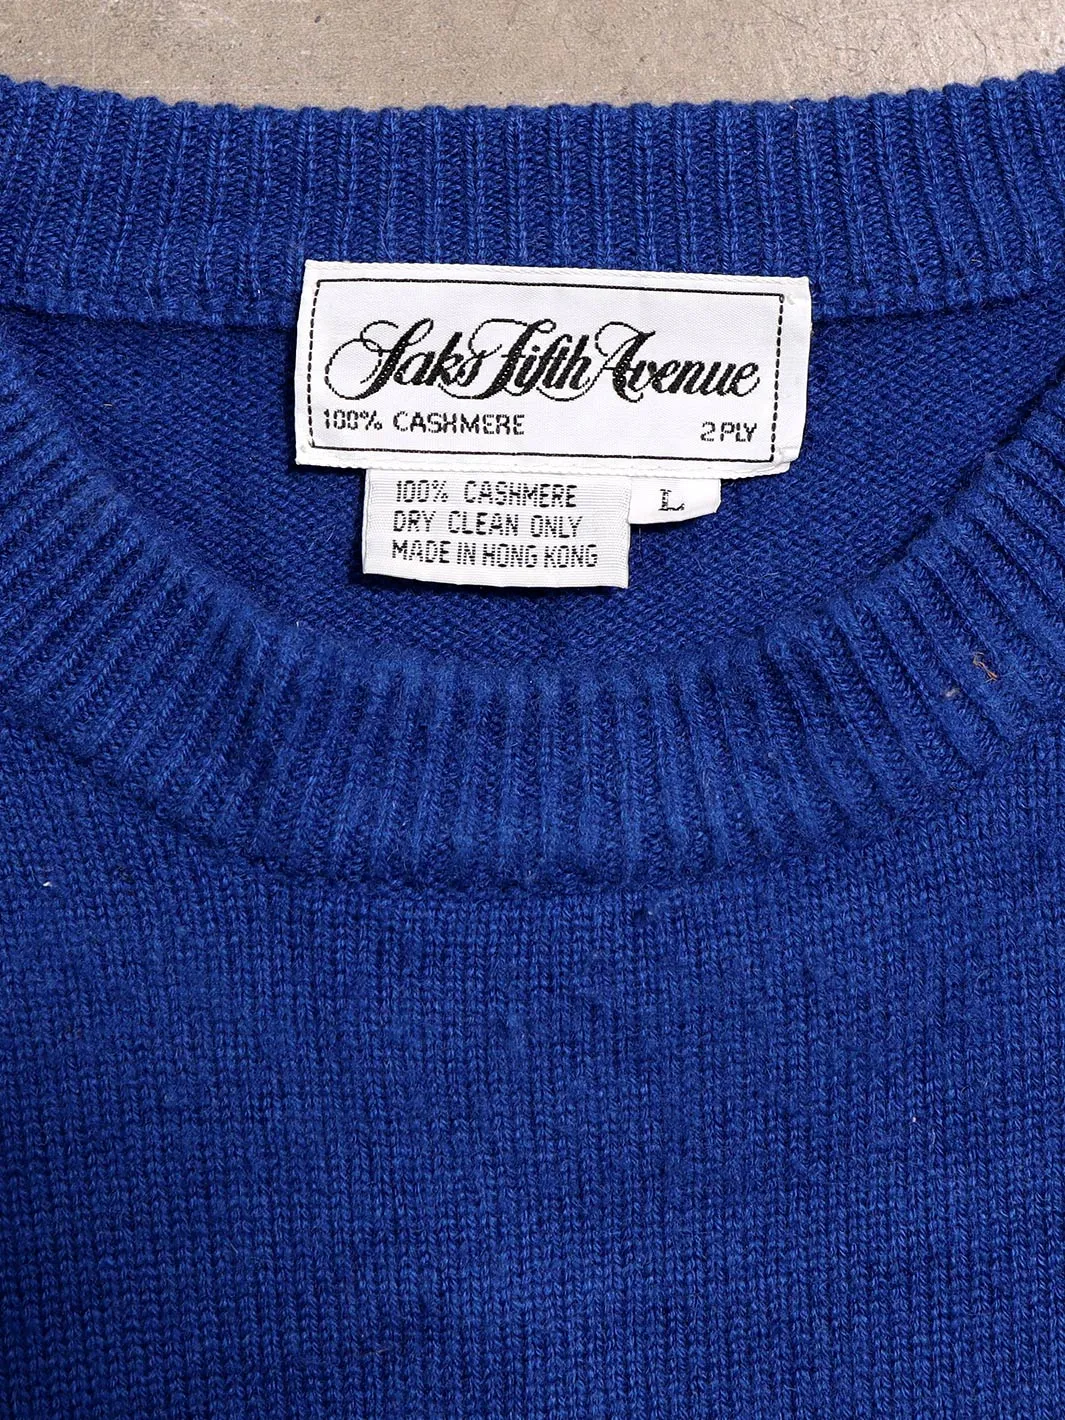 Saks Fifth Avenue
100% CASHMERE 2 PLY
100% CASHMERE L
DRY CLEAN ONLY
MADE IN HONG KONG